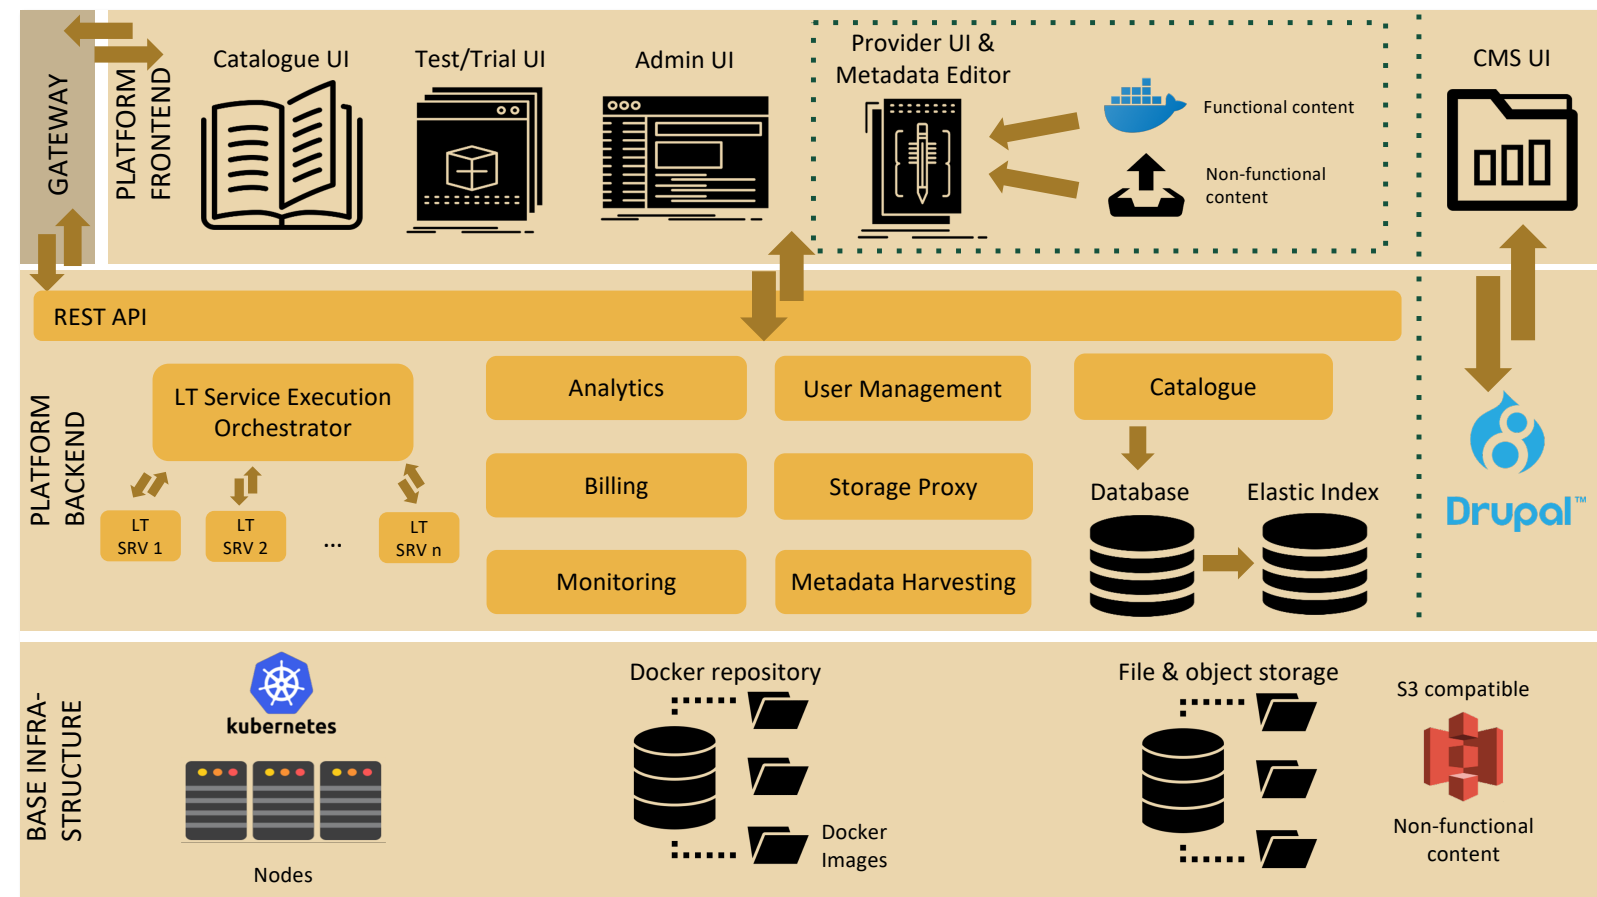 GATEWAY
PLATFORM
FRONTEND
Catalogue UI
Test/Trial UI
Admin UI
Provider UI &
Metadata Editor
Functional content
Non-functional
content
CMS UI
PLATFORM
BACKEND
REST API
LT Service Execution
Orchestrator
LT
SRV 1
LT
SRV 2
...
LT
SRV n
Analytics
User Management
Catalogue
Billing
Storage Proxy
Monitoring
Metadata Harvesting
Database
Elastic Index
Drupal™
BASE INFRA-
STRUCTURE
kubernetes
Nodes
Docker repository
Docker
Images
File & object storage
S3 compatible
Non-functional
content